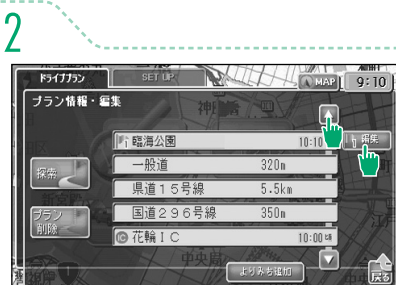 2
ドライブプラン SET UP MAP 9:10
プラン情報・編集
臨海公園 10:10 編集
一般道 320m
探索
県道15号線 5.5km
国道296号線 350m
プラン
削除
花輪IC 10:00
よりみち追加 戻る